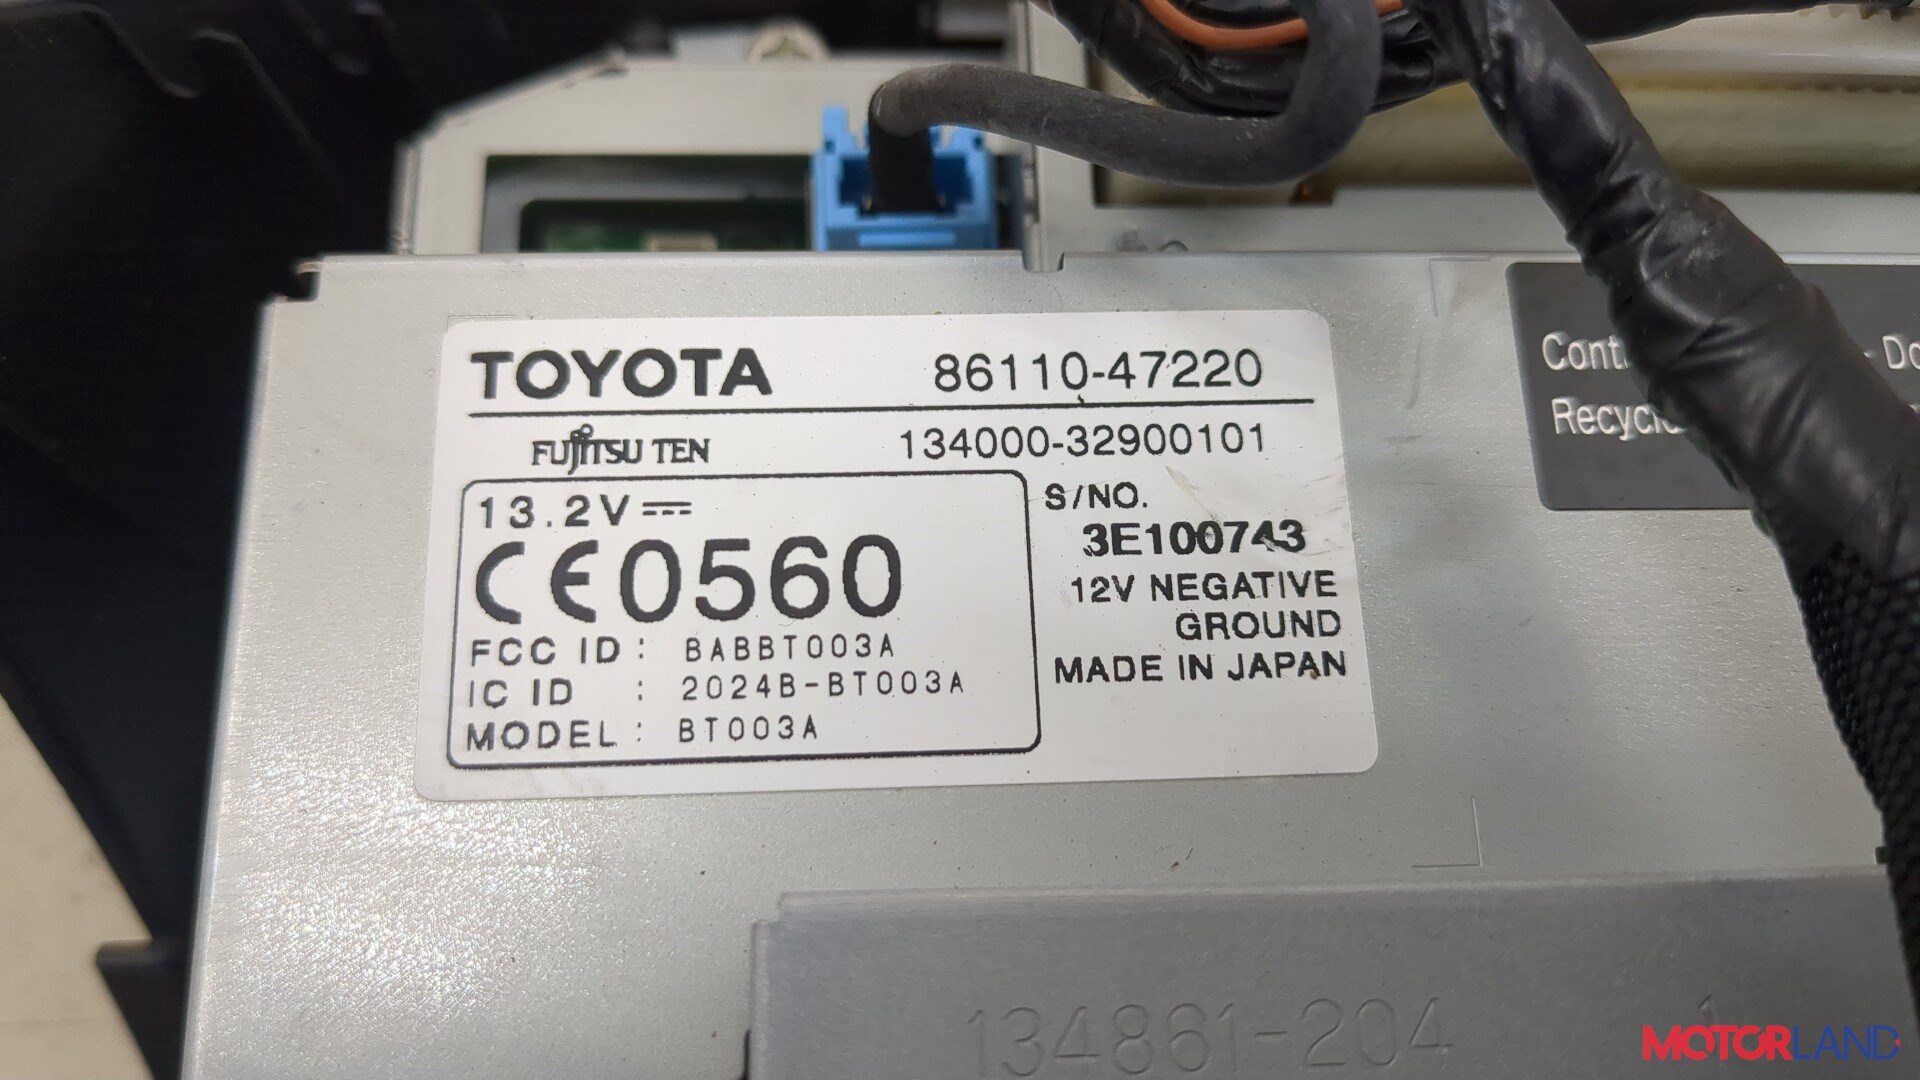 TOYOTA 86110-47220
FUJITSU TEN 134000-32900101
13.2V
S/NO.
3E100743
CE0560
12V NEGATIVE
GROUND
MADE IN JAPAN
FCC ID: BABBT003A
IC ID : 2024B-BT003A
MODEL: BT003A
134861-204 1
MOTORLAND